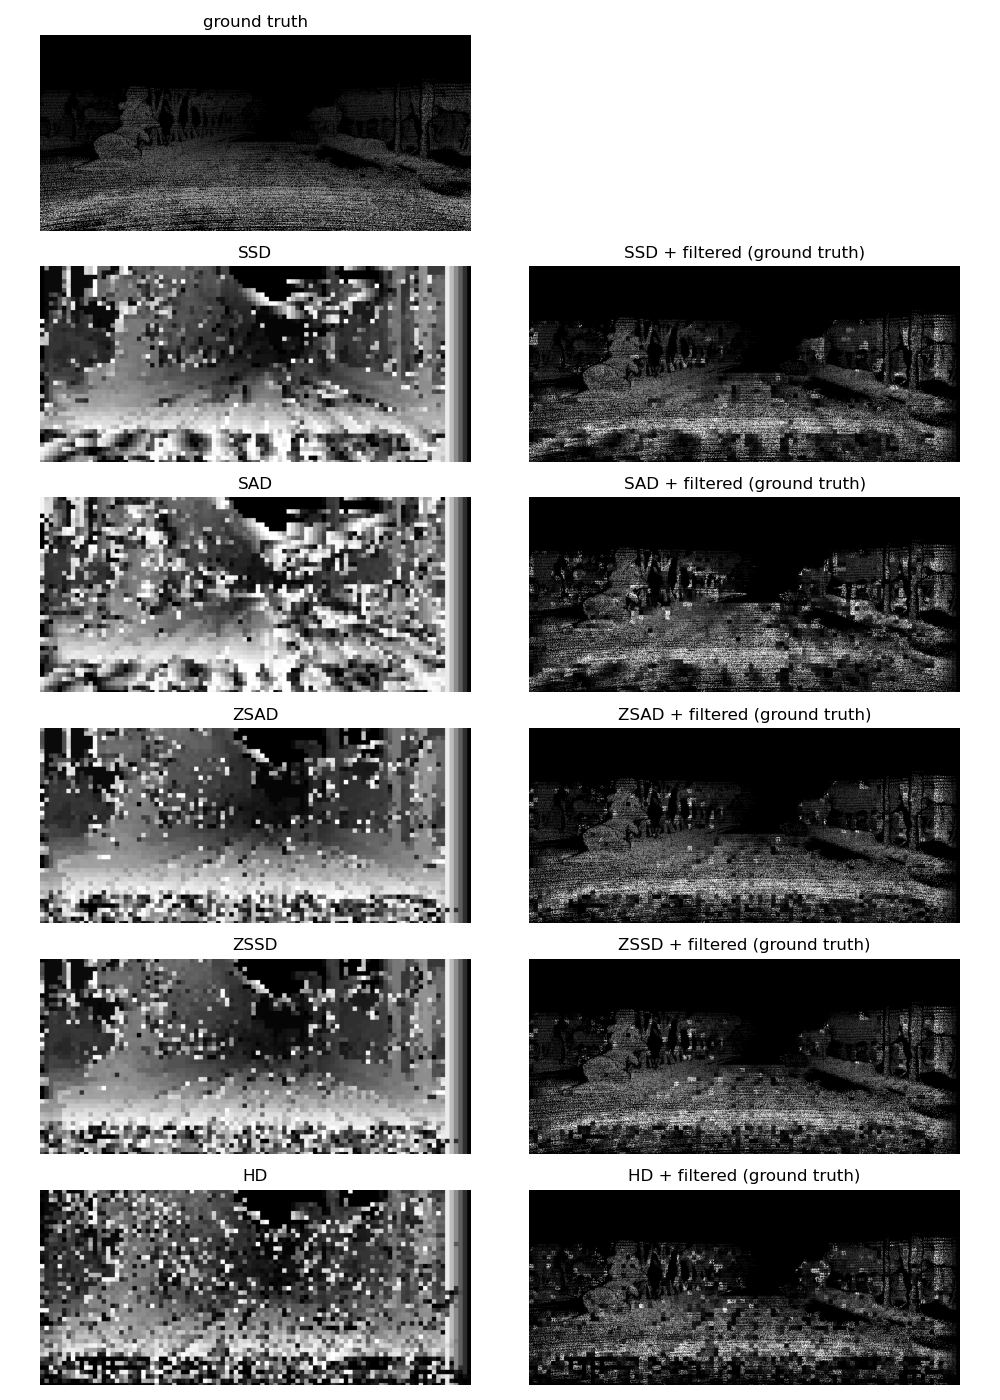 ground truth
SSD
SSD + filtered (ground truth)
SAD
SAD + filtered (ground truth)
ZSAD
ZSAD + filtered (ground truth)
ZSSD
ZSSD + filtered (ground truth)
HD
HD + filtered (ground truth)